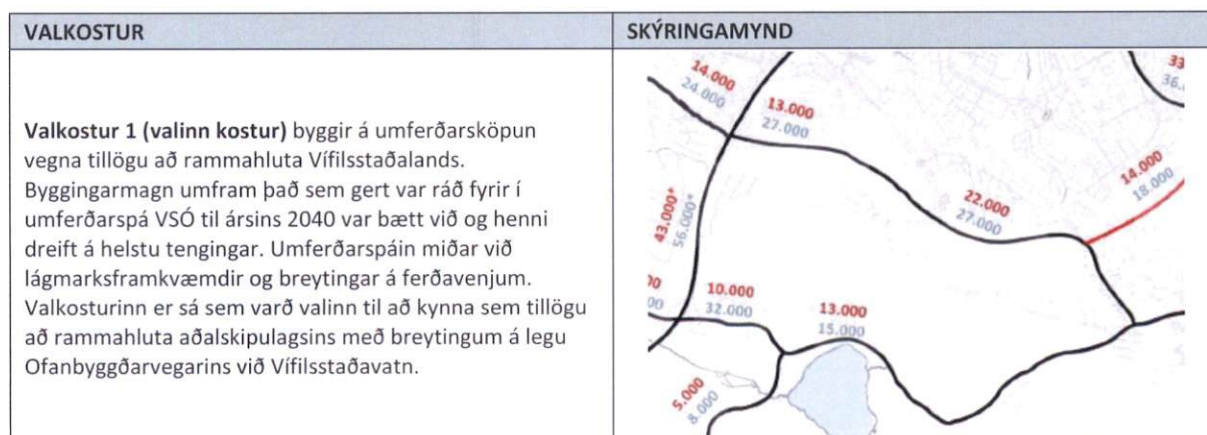 VALKOSTUR
SKÝRINGAMYND
Valkostur 1 (valinn kostur) byggir á umferðarsköpun
vegna tillögu að rammahluta Vífilsstaðalands.
Byggingarmagn umfram það sem gert var ráð fyrir í
umferðarspá VSÓ til ársins 2040 var bætt við og henni
dreift á helstu tengingar. Umferðarspáin miðar við
lágmarksframkvæmdir og breytingar á ferðavenjum.
Valkosturinn er sá sem varð valinn til að kynna sem tillögu
að rammahluta aðalskipulagsins með breytingum á legu
Ofanbyggðarvegarins við Vífilsstaðavatn.
14.000
24.000
13.000
27.000
33
36.
14.000
18.000
22.000
27.000
43.000*
56.000*
00
00
10.000
32.000
13.000
15.000
5.000
8.000